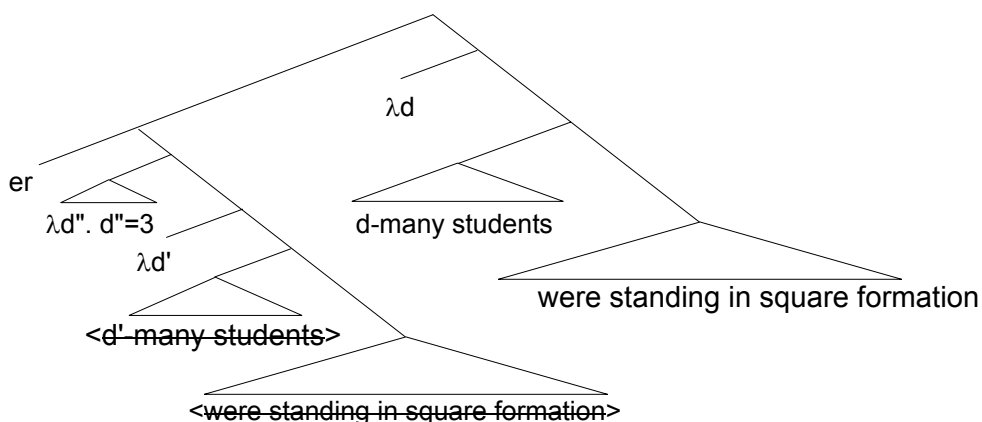 λd
er
λd". d"=3
d-many students
λd'
were standing in square formation
<d'-many students>
<were standing in square formation>